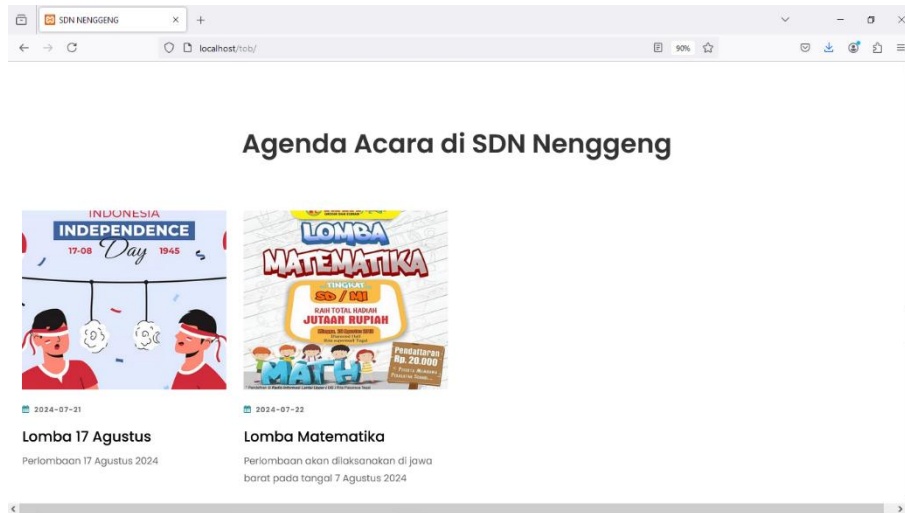 SDN NENGGENG
localhost/tob/
90%
Agenda Acara di SDN Nenggeng
INDONESIA
INDEPENDENCE
17-08 Day 1945
2024-07-21
Lomba 17 Agustus
Perlombaan 17 Agustus 2024
LOMBA
MATEMATIKA
TINGKAT
SD / MI
RAIH TOTAL HADIAH
JUTAAN RUPIAH
Pendaftaran
Rp. 20.000
MATH
2024-07-22
Lomba Matematika
Perlombaan akan dilaksanakan di jawa
barat pada tangal 7 Agustus 2024